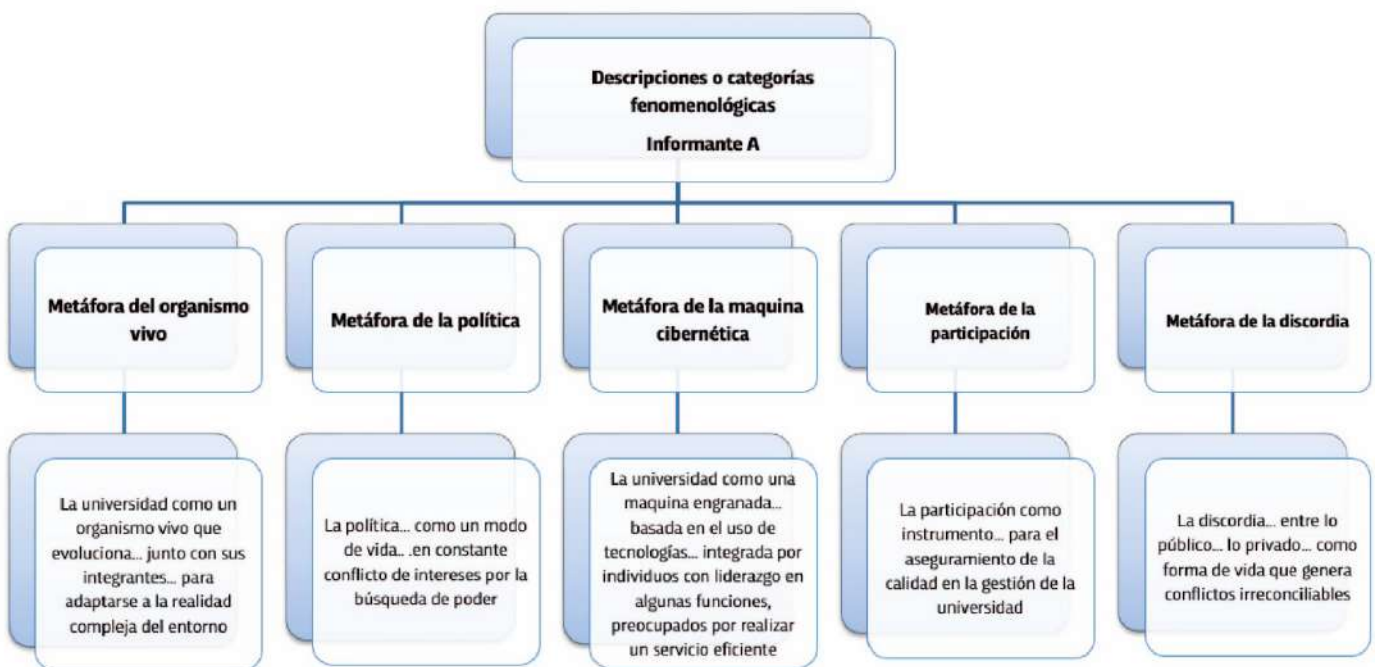 Descripciones o categorías
fenomenológicas
Informante A
Metáfora del organismo
vivo
Metáfora de la política
Metáfora de la maquina
cibernética
Metáfora de la
participación
Metáfora de la discordia
La universidad como un
organismo vivo que
evoluciona... junto con sus
integrantes... para
adaptarse a la realidad
compleja del entorno
La política... como un modo
de vida.. .en constante
conflicto de intereses por la
búsqueda de poder
La universidad como una
maquina engranada...
basada en el uso de
tecnologías... integrada por
individuos con liderazgo en
algunas funciones,
preocupados por realizar
un servicio eficiente
La participación como
instrumento... para el
aseguramiento de la
calidad en la gestión de la
universidad
La discordia... entre lo
público... lo privado... como
forma de vida que genera
conflictos irreconciliables